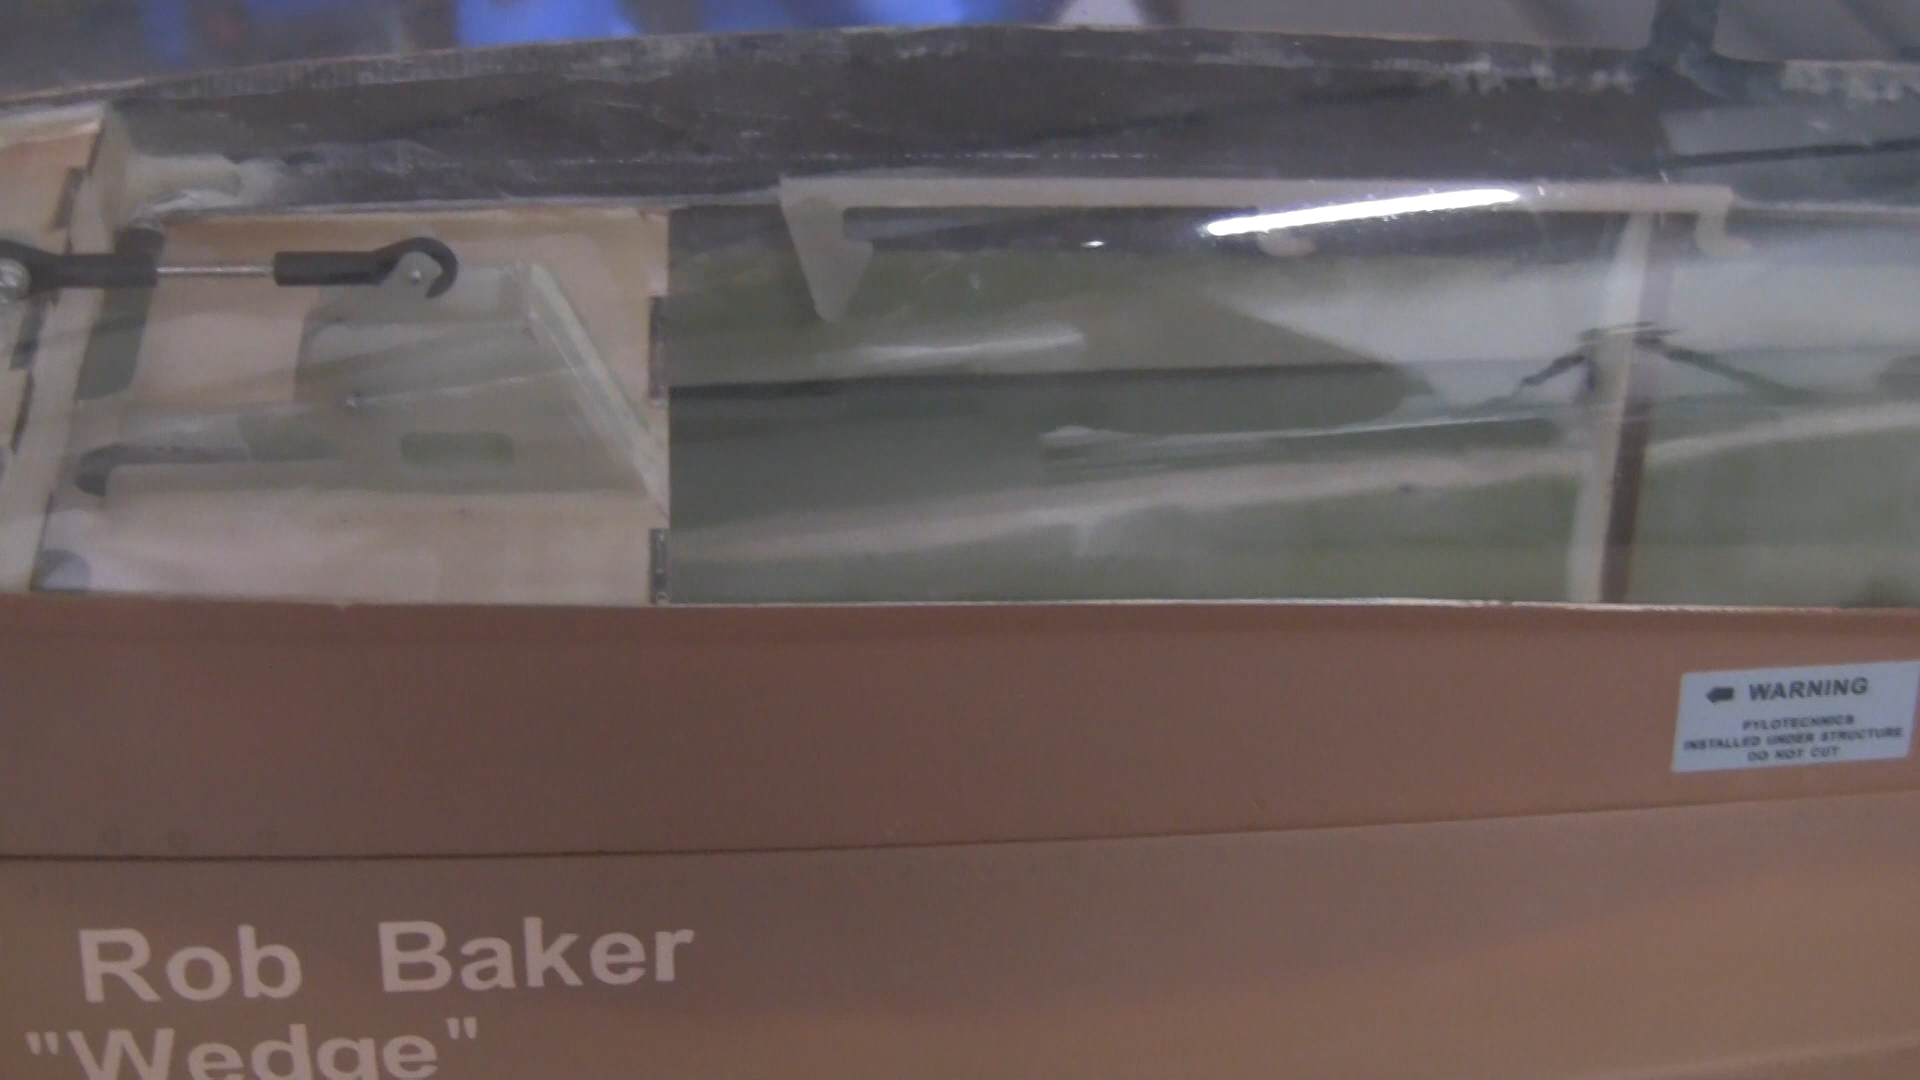 WARNING
PYLOTECHNICS
INSTALLED UNDER STRUCTURE
DO NOT CUT
Rob Baker
"Wedge"